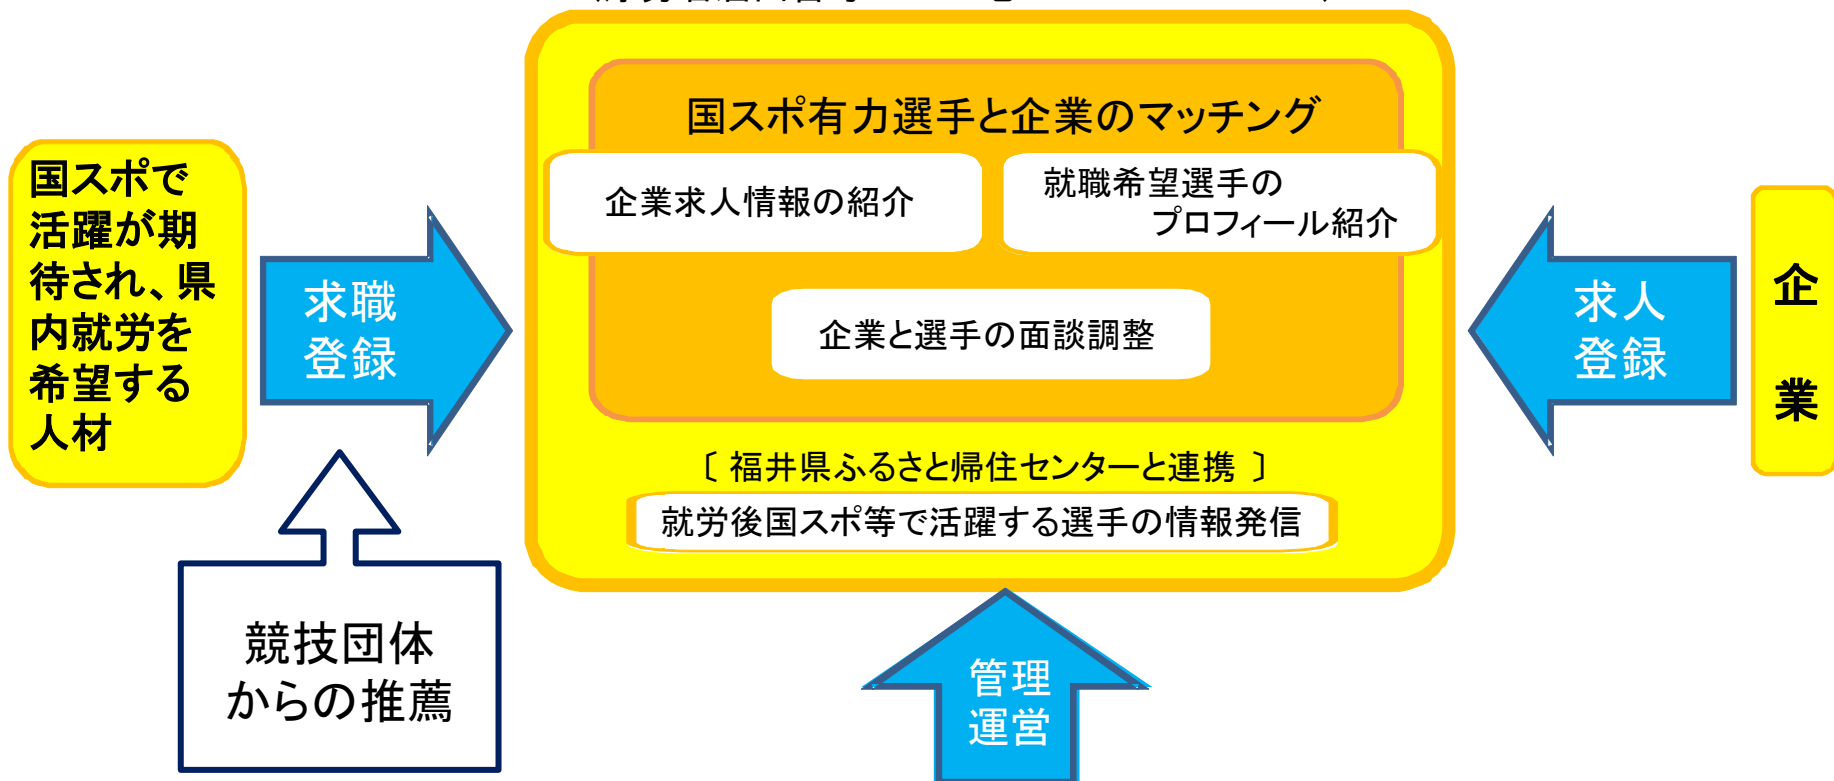 国スポ有力選手と企業のマッチング
企業求人情報の紹介
就職希望選手の
プロフィール紹介
企業と選手の面談調整
〔 福井県ふるさと帰住センターと連携 〕
就労後国スポ等で活躍する選手の情報発信
国スポで
活躍が期
待され、県
内就労を
希望する
人材
求職
登録
競技団体
からの推薦
管理
運営
求人
登録
企
業